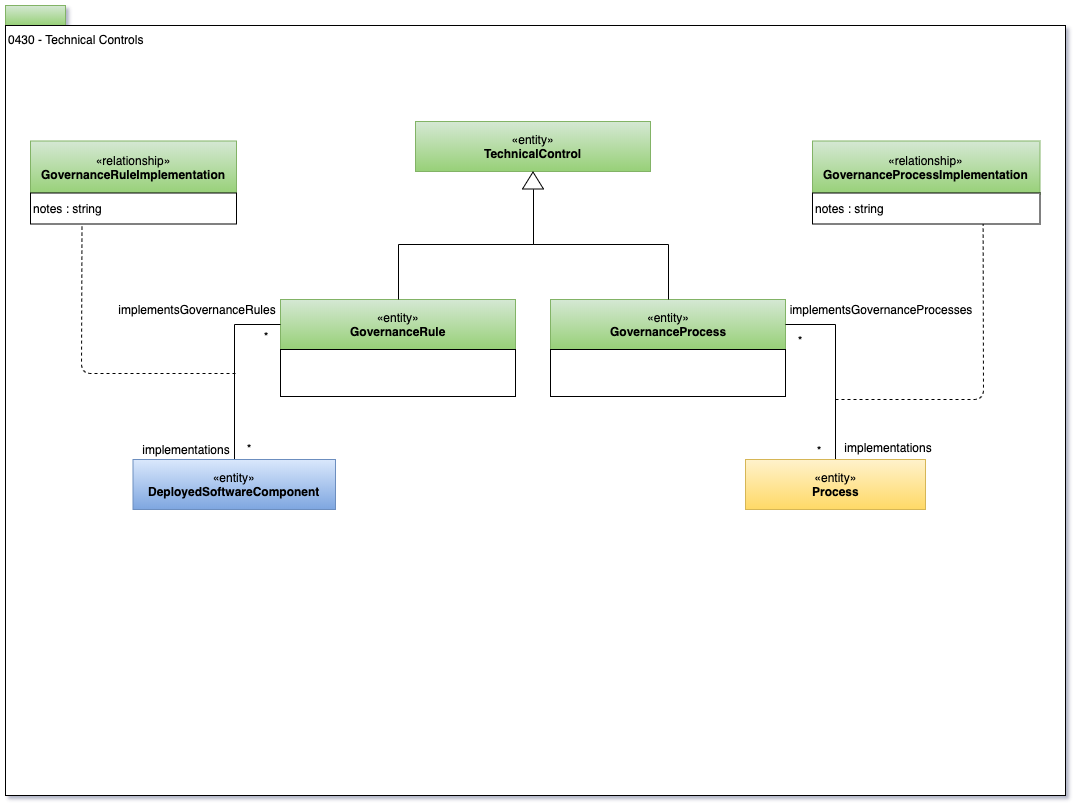 0430 - Technical Controls
«entity»
TechnicalControl
«relationship»
GovernanceRuleImplementation
notes : string
«relationship»
GovernanceProcessImplementation
notes : string
implementsGovernanceRules
*
«entity»
GovernanceRule
«entity»
GovernanceProcess
implementsGovernanceProcesses
*
implementations
*
«entity»
DeployedSoftwareComponent
*
implementations
«entity»
Process